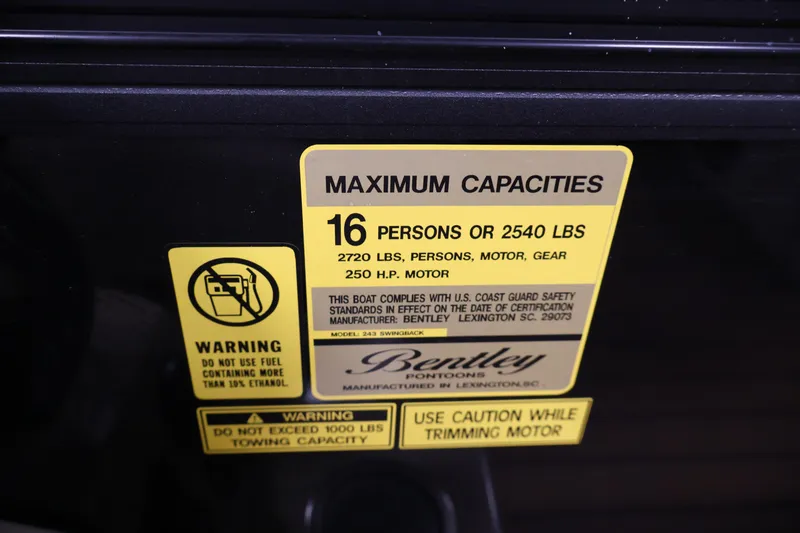 MAXIMUM CAPACITIES
16 PERSONS OR 2540 LBS
2720 LBS, PERSONS, MOTOR, GEAR
250 H.P. MOTOR
THIS BOAT COMPLIES WITH U.S. COAST GUARD SAFETY
STANDARDS IN EFFECT ON THE DATE OF CERTIFICATION
MANUFACTURER: BENTLEY LEXINGTON SC. 29073
MODEL: 243 SWINGBACK
Bentley
PONTOONS
MANUFACTURED IN LEXINGTON,SC.
WARNING
DO NOT USE FUEL
CONTAINING MORE
THAN 10% ETHANOL.
WARNING
DO NOT EXCEED 1000 LBS
TOWING CAPACITY
USE CAUTION WHILE
TRIMMING MOTOR